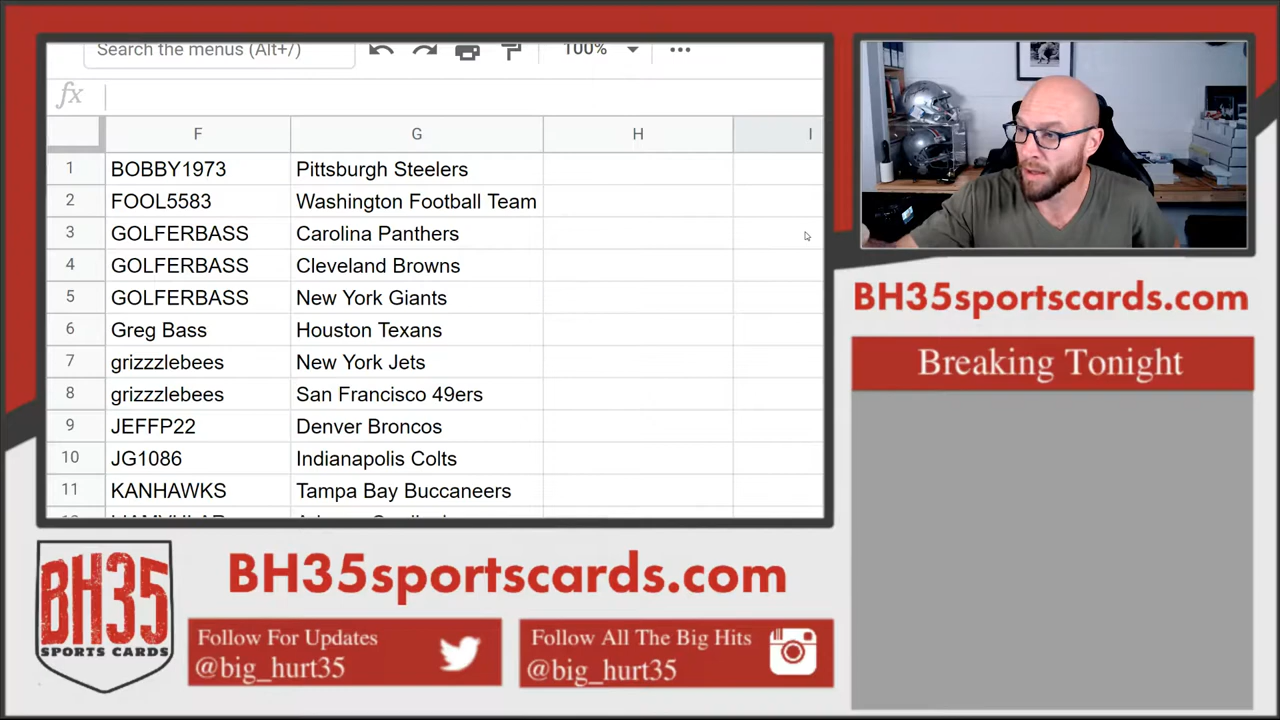 Search the menus (Alt+/)
100%
fx
F G H I
1 BOBBY1973 Pittsburgh Steelers
2 FOOL5583 Washington Football Team
3 GOLFERBASS Carolina Panthers
4 GOLFERBASS Cleveland Browns
5 GOLFERBASS New York Giants
6 Greg Bass Houston Texans
7 grizzzlebees New York Jets
8 grizzzlebees San Francisco 49ers
9 JEFFP22 Denver Broncos
10 JG1086 Indianapolis Colts
11 KANHAWKS Tampa Bay Buccaneers
BH35sportscards.com
Breaking Tonight
BH35
SPORTS CARDS
BH35sportscards.com
Follow For Updates
@big_hurt35
Follow All The Big Hits
@big_hurt35